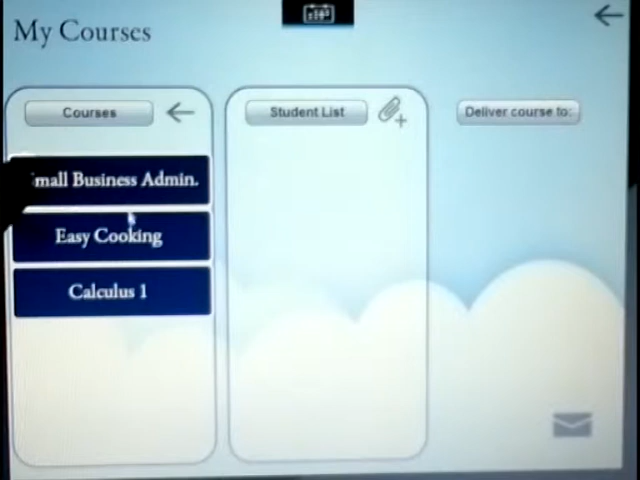 My Courses
Courses
Student List
Deliver course to:
mall Business Admin.
Easy Cooking
Calculus 1